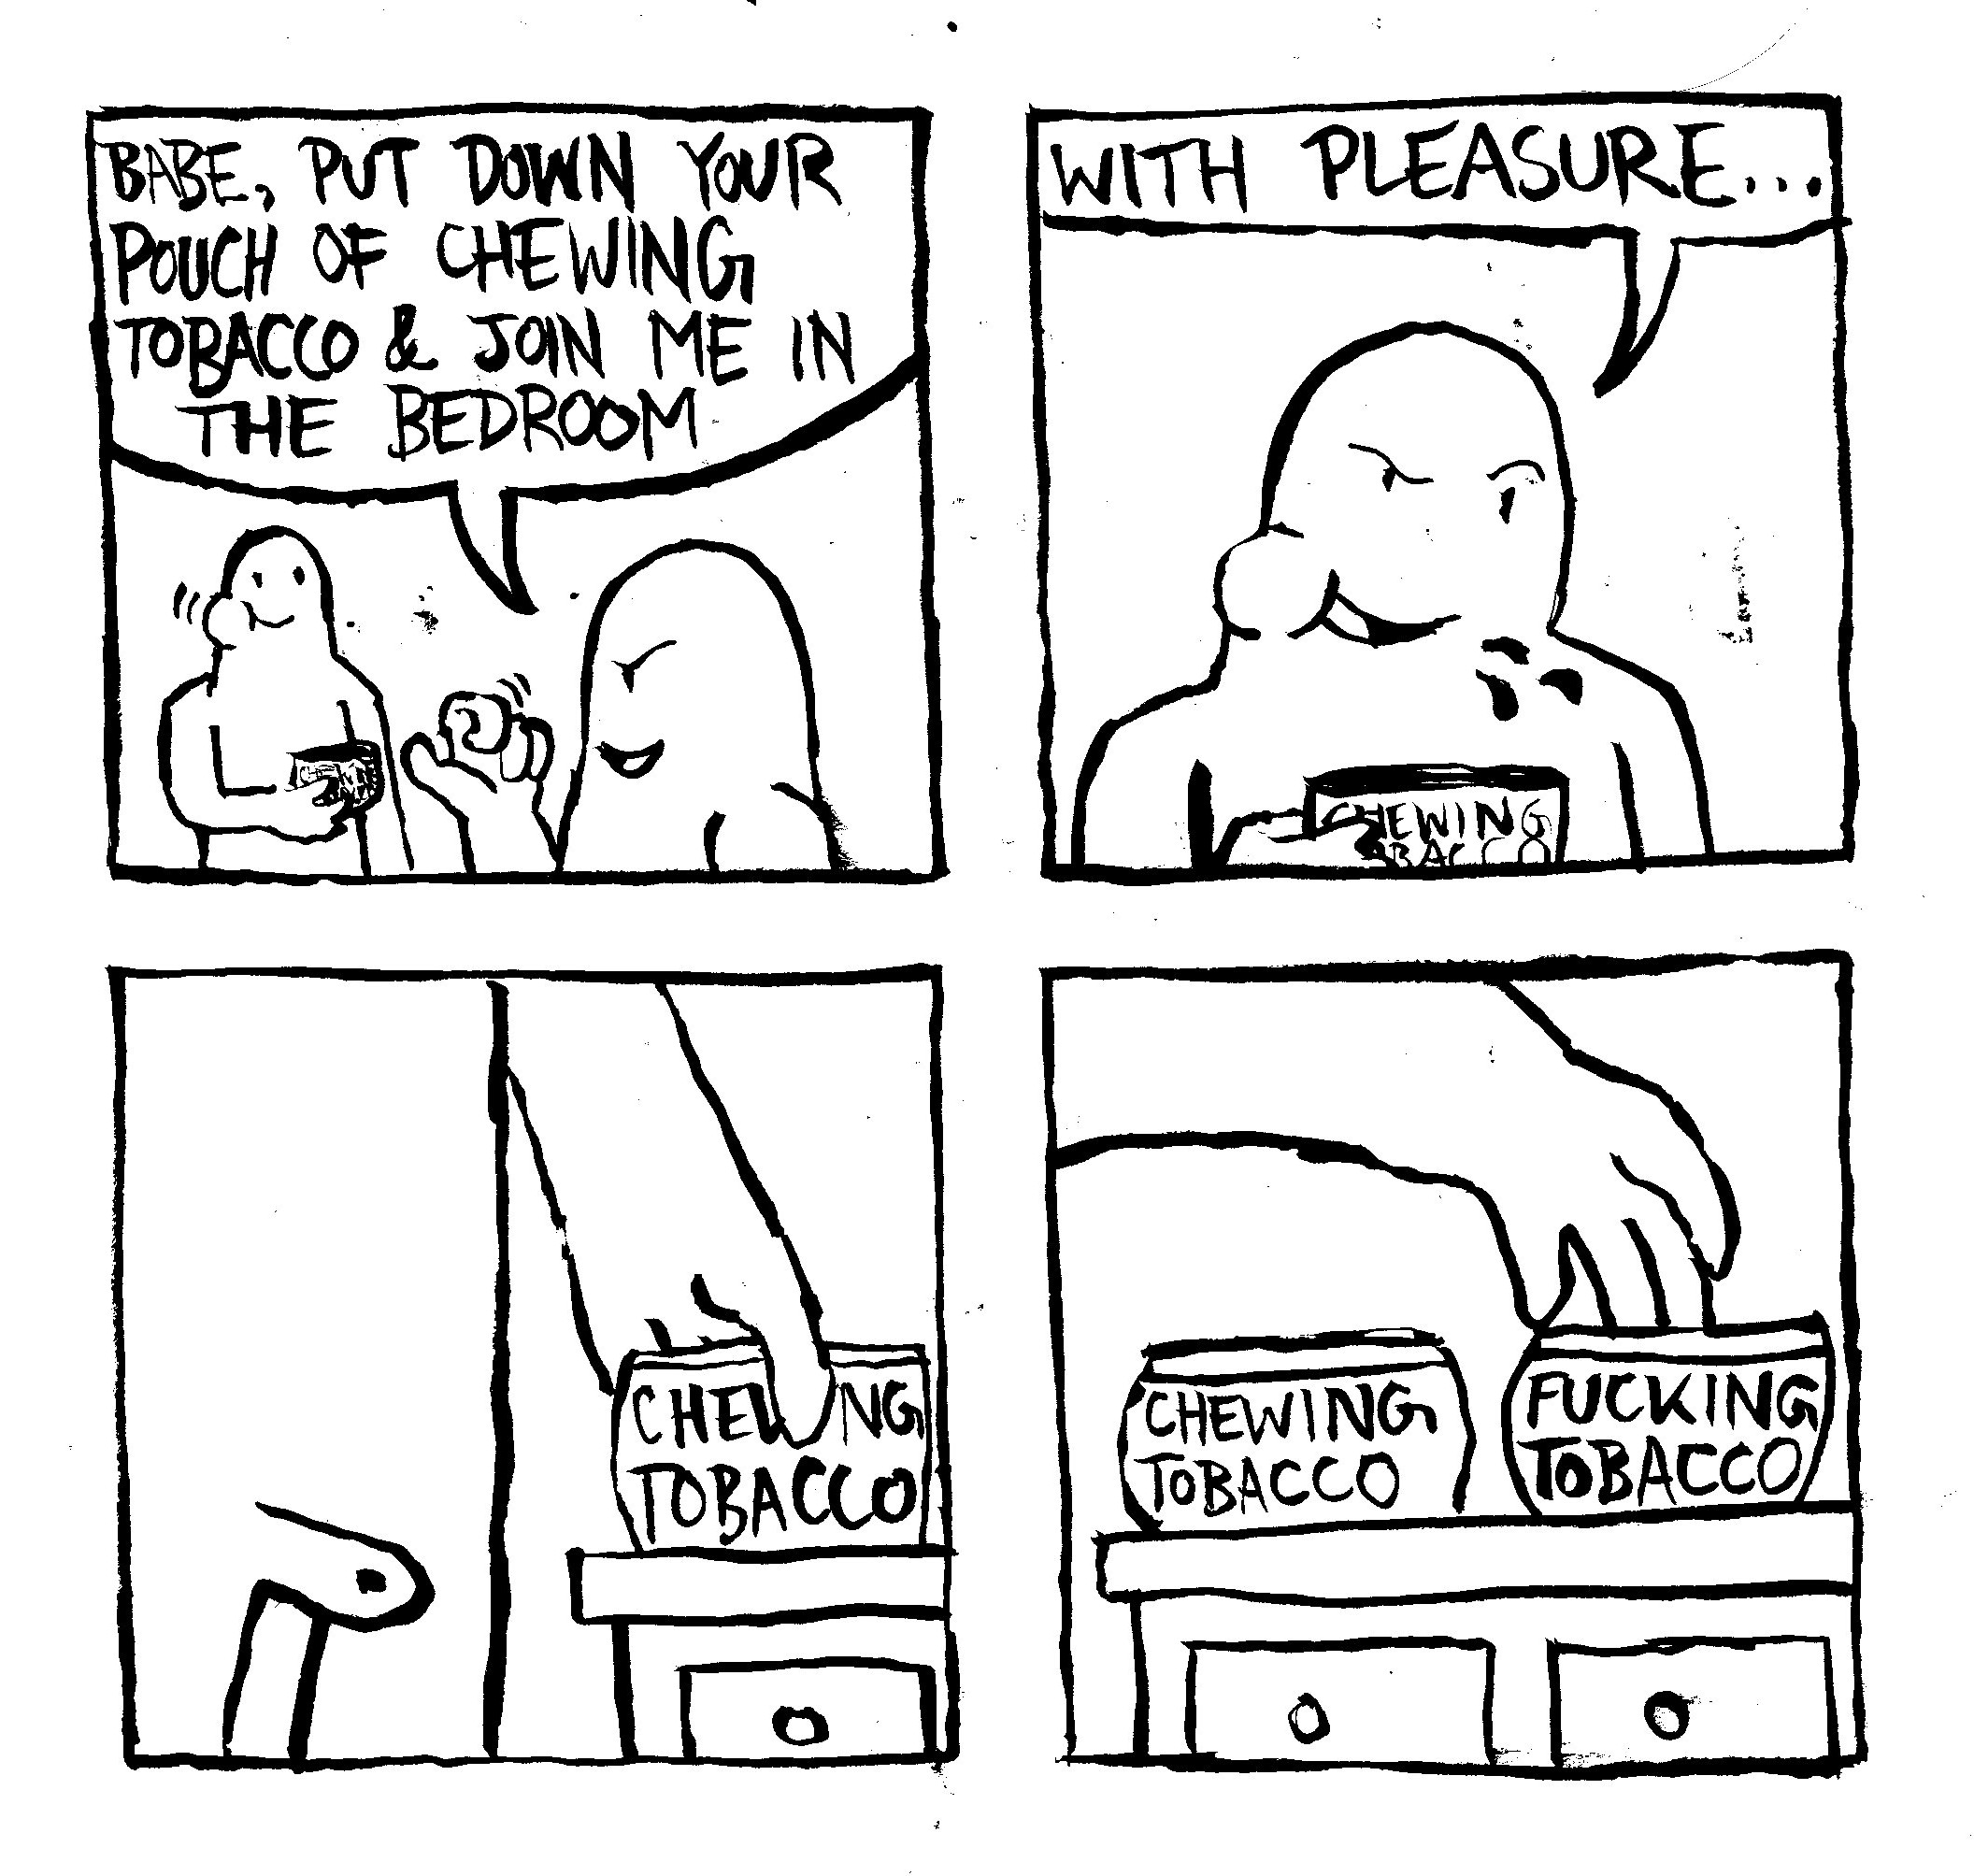 BABE, PUT DOWN YOUR
POUCH OF CHEWING
TOBACCO & JOIN ME IN
THE BEDROOM
WITH PLEASURE...
CHEWING
CHEWING
TOBACCO
CHEWING
TOBACCO
FUCKING
TOBACCO